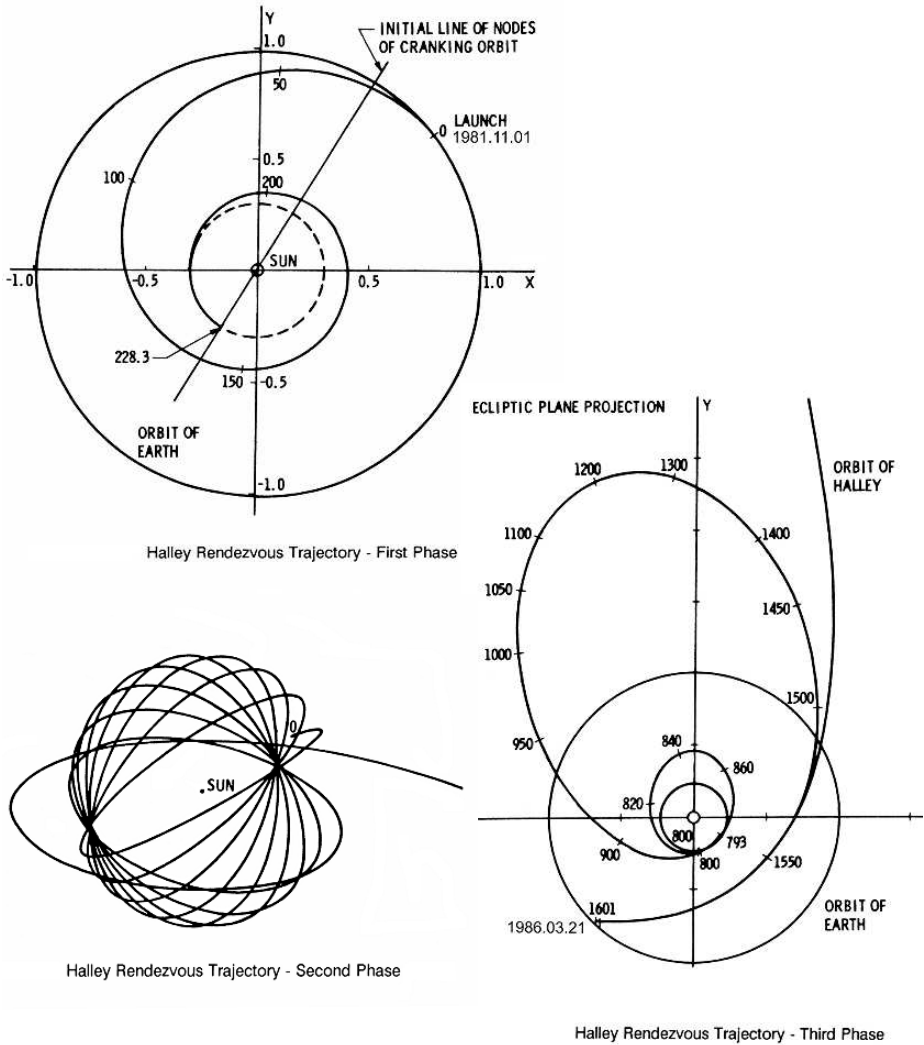 Y
INITIAL LINE OF NODES
OF CRANKING ORBIT
1.0
50
0 LAUNCH
1981.11.01
0.5
100
200
SUN
-1.0
-0.5
0.5
1.0
X
228.3
150
-0.5
ORBIT OF
EARTH
-1.0
Halley Rendezvous Trajectory - First Phase
0
SUN
Halley Rendezvous Trajectory - Second Phase
ECLIPTIC PLANE PROJECTION
Y
1200
1300
ORBIT OF
HALLEY
1100
1400
1050
1450
1000
1500
950
840
860
820
800
793
900
800
1550
1601
1986.03.21
ORBIT OF
EARTH
Halley Rendezvous Trajectory - Third Phase